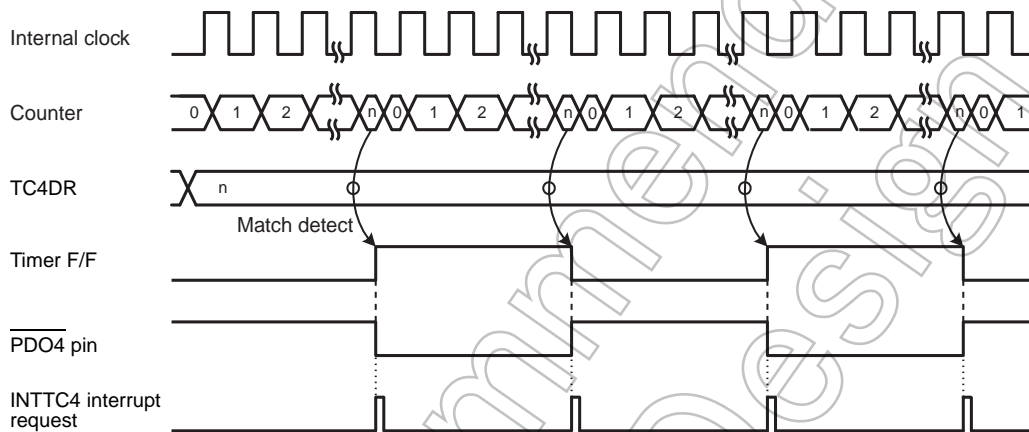 Internal clock
Counter
0 1 2 n 0 1 2 n 0 1 2 n 0 1 2 n 0 1
TC4DR
n
Match detect
Timer F/F
PDO4 pin
INTTC4 interrupt
request